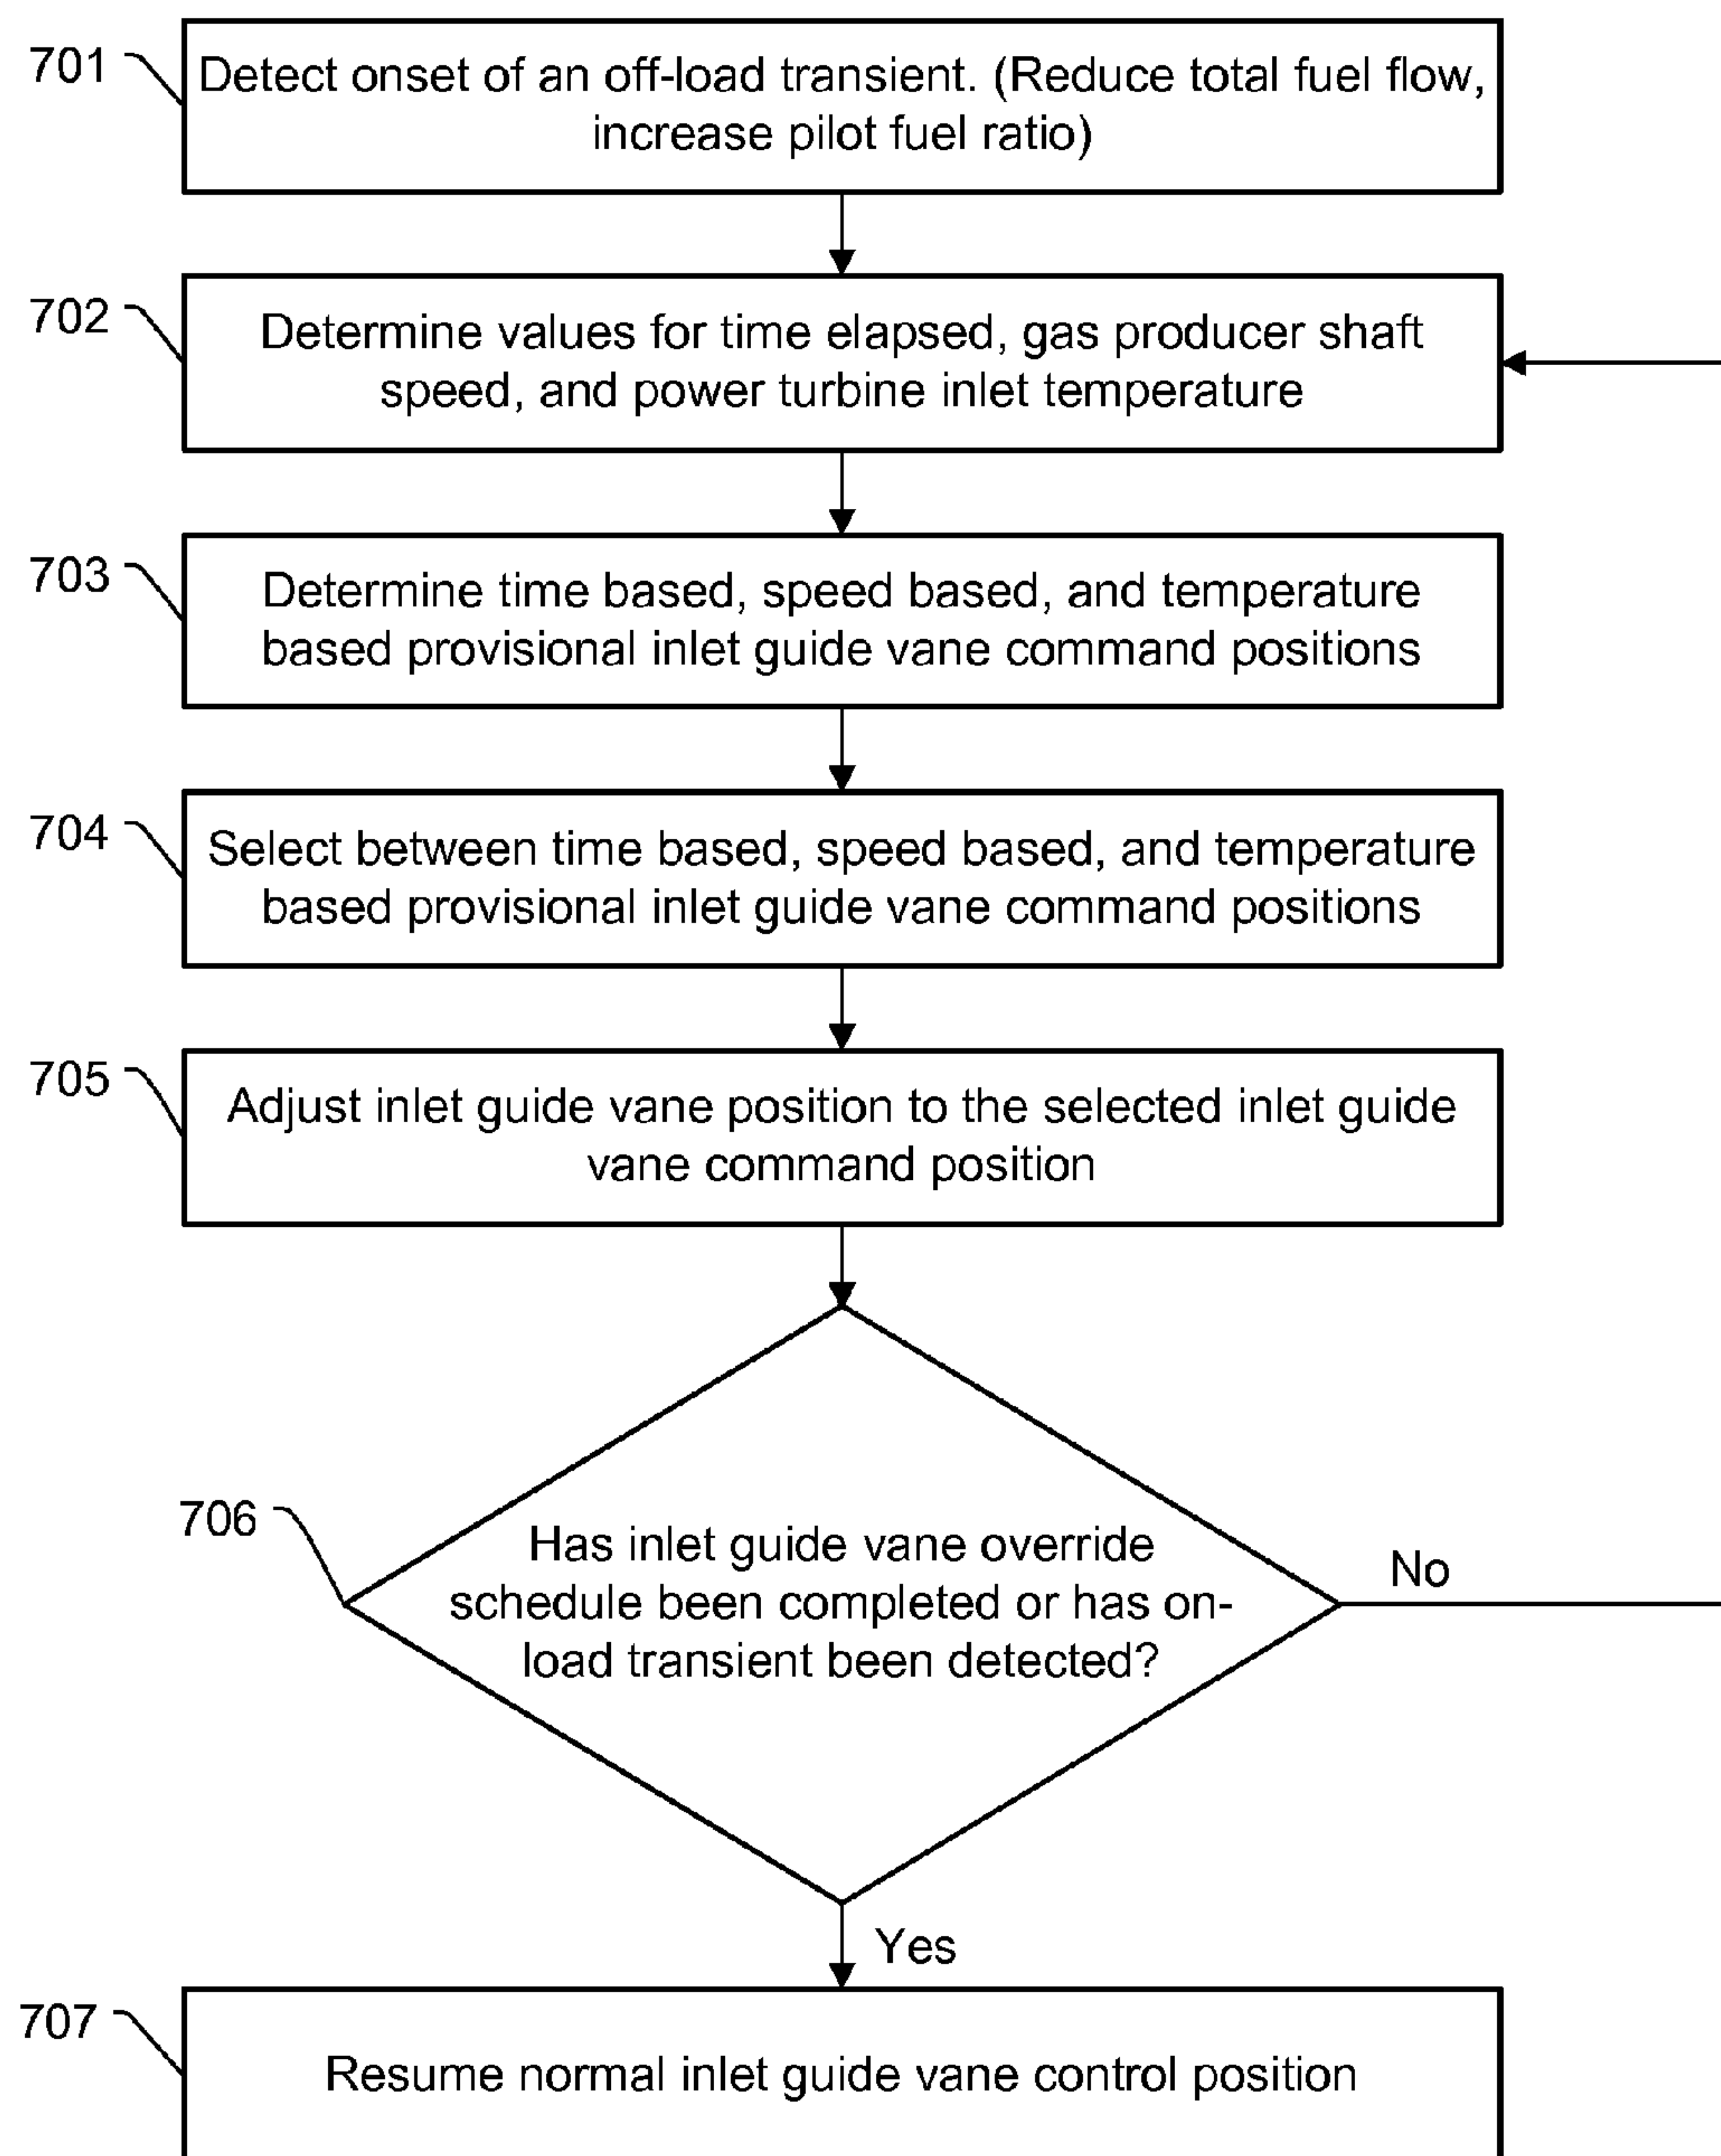 701
Detect onset of an off-load transient. (Reduce total fuel flow,
increase pilot fuel ratio)
702
Determine values for time elapsed, gas producer shaft
speed, and power turbine inlet temperature
703
Determine time based, speed based, and temperature
based provisional inlet guide vane command positions
704
Select between time based, speed based, and temperature
based provisional inlet guide vane command positions
705
Adjust inlet guide vane position to the selected inlet guide
vane command position
706
Has inlet guide vane override
schedule been completed or has on-
load transient been detected?
No
Yes
707
Resume normal inlet guide vane control position